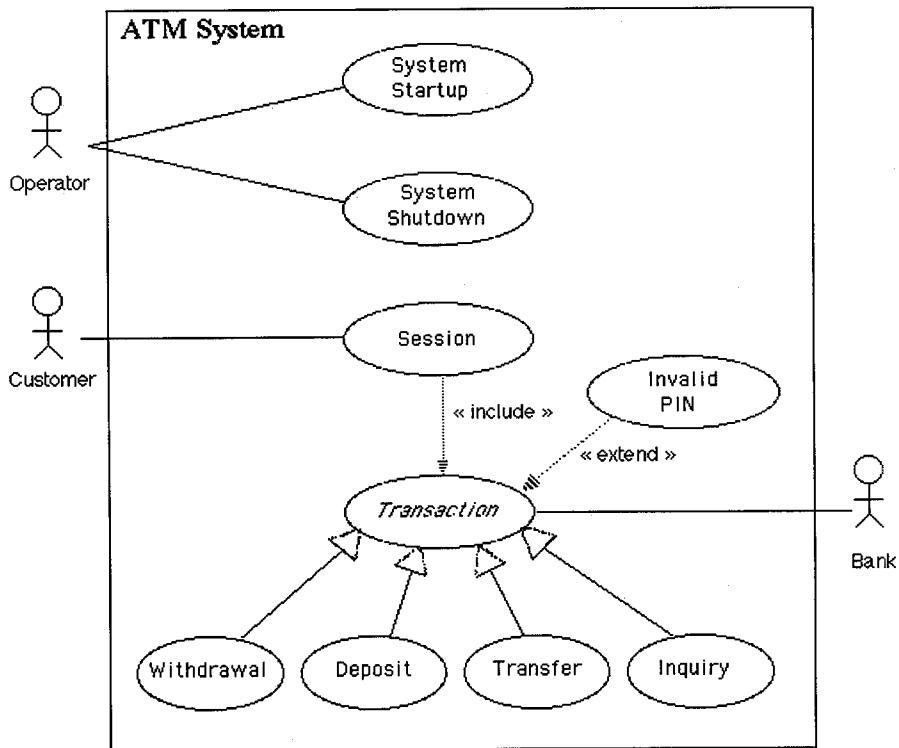 ATM System
System
Startup
Operator
System
Shutdown
Customer
Session
Invalid
PIN
« include »
« extend »
Transaction
Bank
Withdrawal
Deposit
Transfer
Inquiry